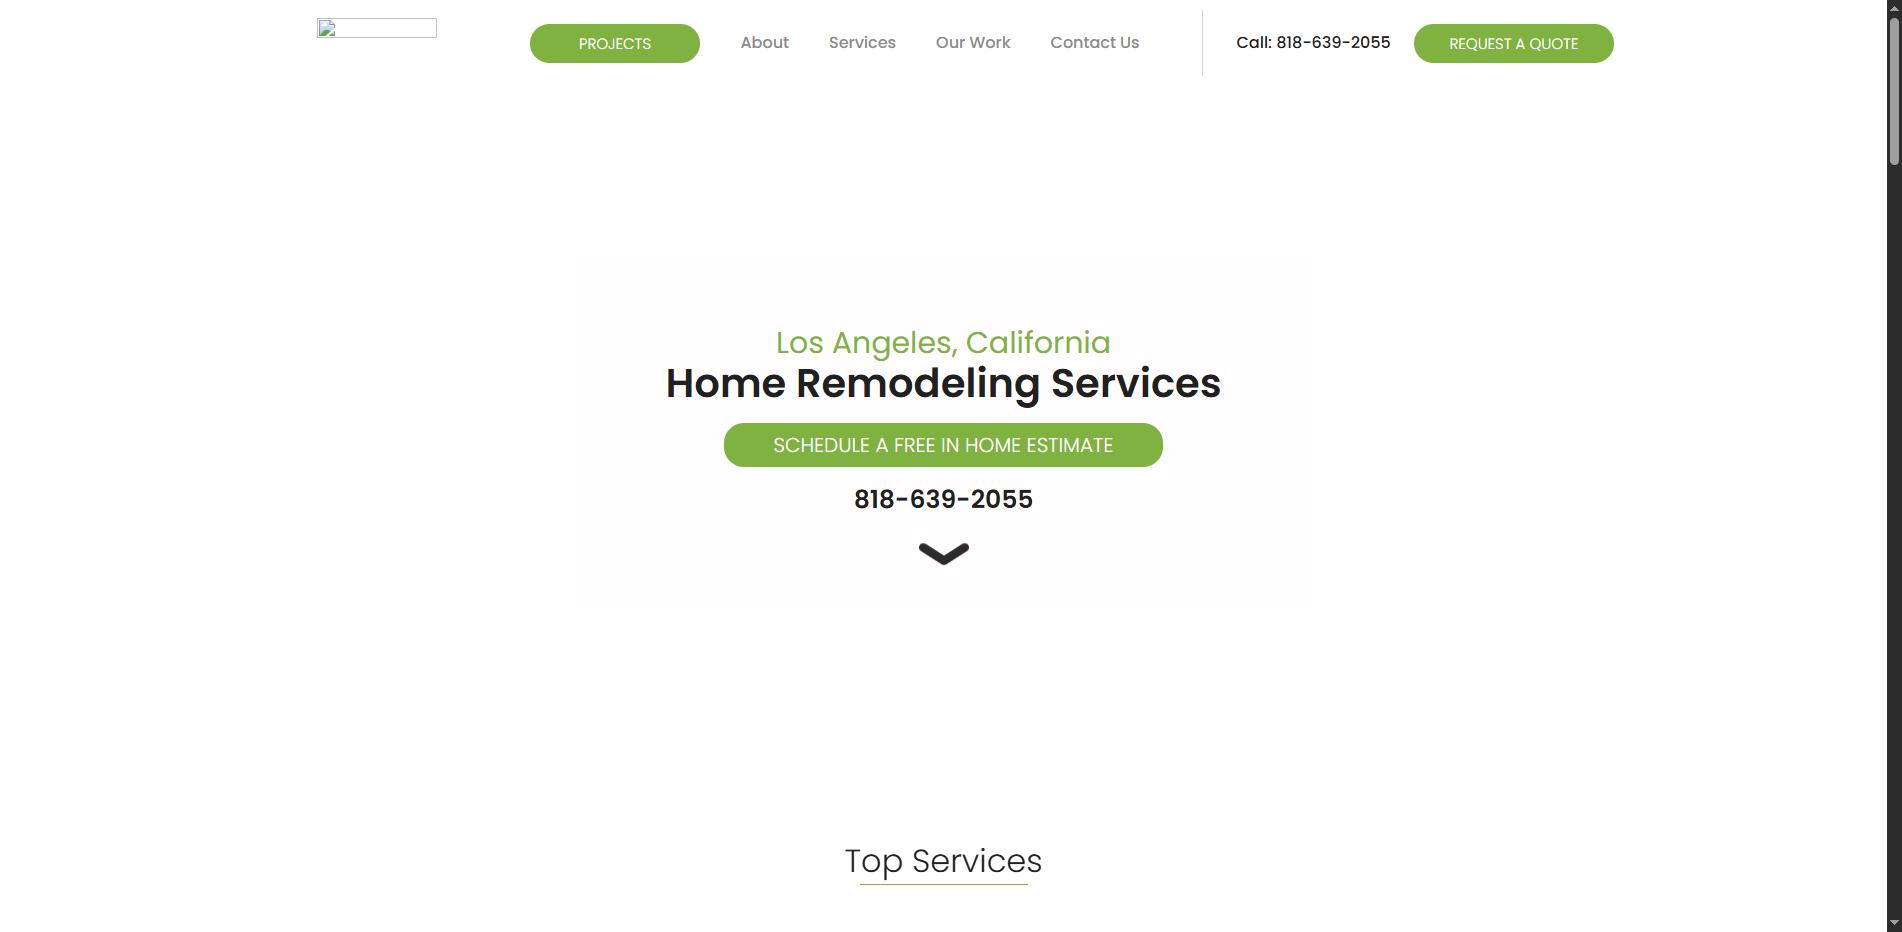 PROJECTS
About
Services
Our Work
Contact Us
Call: 818-639-2055
REQUEST A QUOTE
Los Angeles, California
Home Remodeling Services
SCHEDULE A FREE IN HOME ESTIMATE
818-639-2055
Top Services